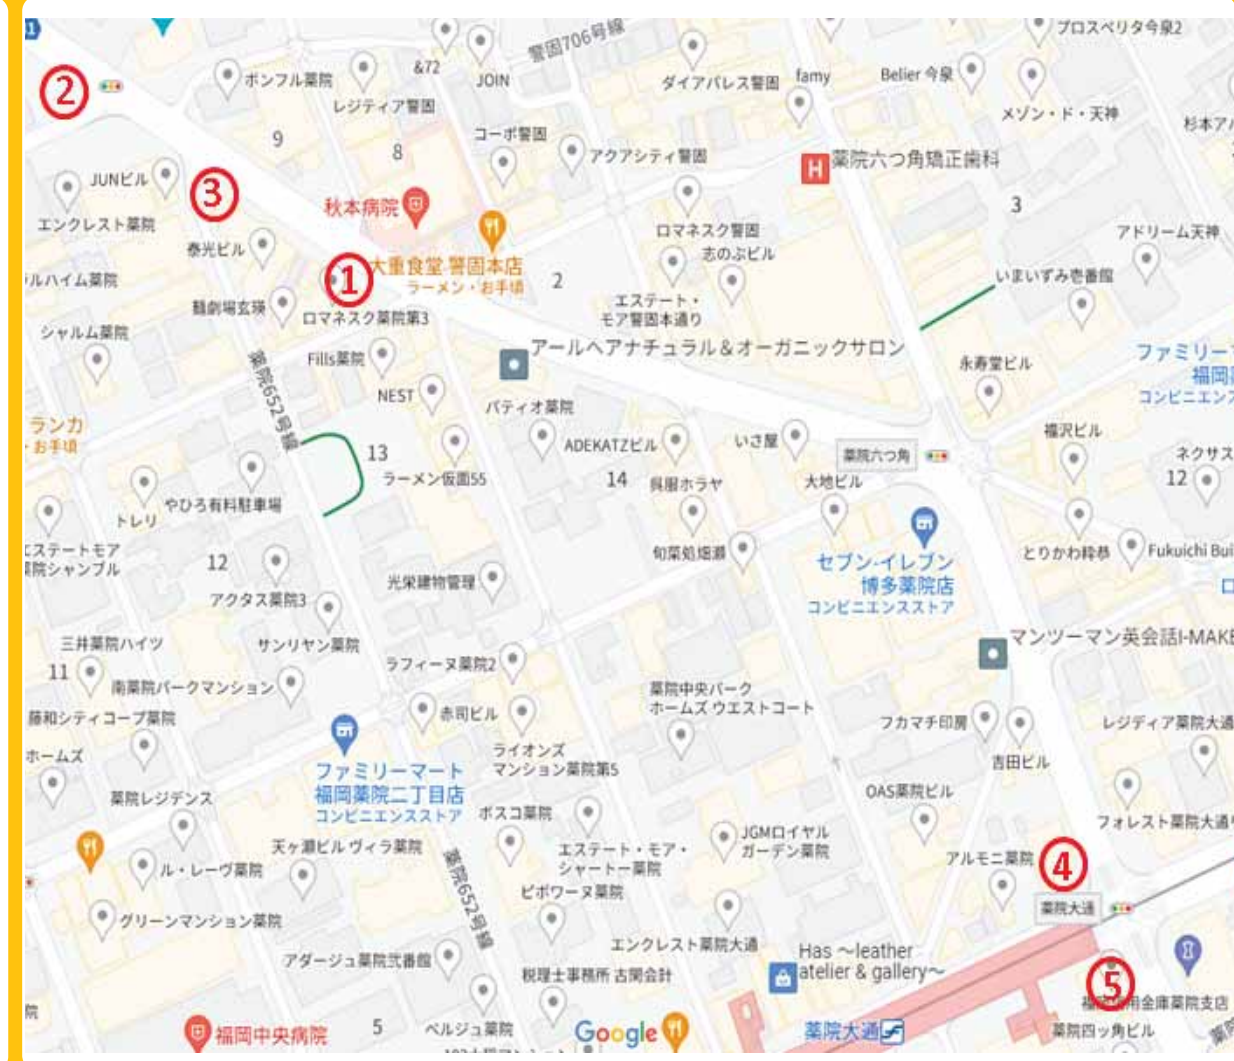 警固706号線
プロスペリタ今泉2
②
ボンフル薬院
&72
JOIN
レジディア警固
ダイアパレス警固
famy
Belier 今泉
メゾン・ド・天神
杉本ア
9
8
コーポ警固
アクアシティ警固
薬院六つ角矯正歯科
3
JUNビル
③
エンクレスト薬院
秋本病院
ロマネスク警固
アドリーム天神
泰光ビル
志のぶビル
ルハイム薬院
①
大重食堂 警固本店
ラーメン・お手頃
2
いまいずみ壱番館
麺劇場玄瑛
エステート・
モア警固本通り
ロマネスク薬院第3
シャルム薬院
アールヘアナチュラル&オーガニックサロン
Fills薬院
永寿堂ビル
ファミリー
福岡
コンビニエンス
薬院652号線
NEST
パティオ薬院
ランカ
・お手頃
ADEKATZビル
いさ屋
福沢ビル
13
薬院六つ角
ネクサス
12
ラーメン仮面55
14
呉服ホラヤ
大地ビル
やひろ有料駐車場
トレリ
エステートモア
薬院シャンブル
旬菜処畑瀬
とりかわ粋恭
Fukuichi Bui
12
セブン-イレブン
博多薬院店
コンビニエンスストア
光栄建物管理
アクタス薬院3
サンリヤン薬院
三井薬院ハイツ
マンツーマン英会話I-MAKE
11
南薬院パークマンション
ラフィーヌ薬院2
薬院中央パーク
ホームズ ウエストコート
藤和シティコープ薬院
赤司ビル
フカマチ印房
レジディア薬院大通
ホームズ
ライオンズ
マンション薬院第5
吉田ビル
ファミリーマート
福岡薬院二丁目店
コンビニエンスストア
薬院レジデンス
OAS薬院ビル
ボスコ薬院
フォレスト薬院大通
天ヶ瀬ビル ヴィラ薬院
エステート・モア・
シャトー薬院
JGMロイヤル
ガーデン薬院
アルモニ薬院
④
ル・レーヴ薬院
薬院652号線
ピボワーヌ薬院
薬院大通
グリーンマンション薬院
エンクレスト薬院大通
アダージュ薬院弐番館
Has ～leather
atelier & gallery～
税理士事務所 古閑会計
⑤
用金庫薬院支店
院
福岡中央病院
5
ベルジュ薬院
Google
薬院大通
薬院四ッ角ビル